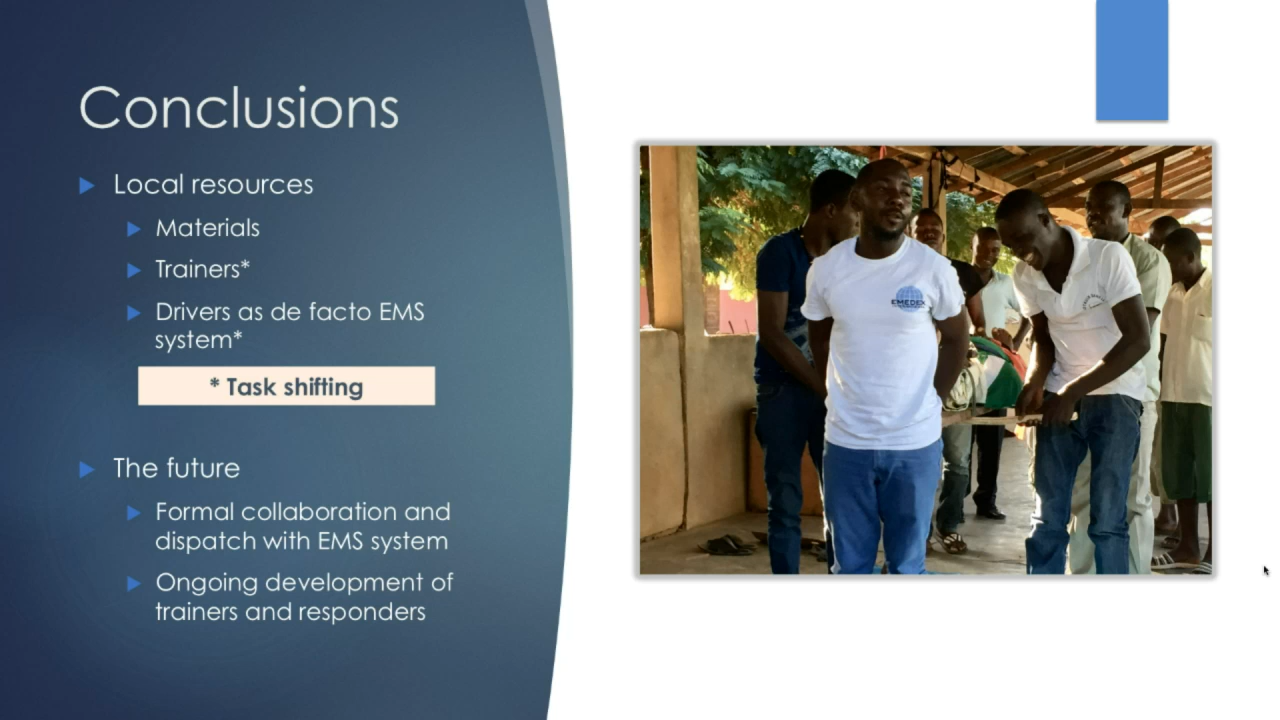 Conclusions
Local resources
Materials
Trainers*
Drivers as de facto EMS
system*
* Task shifting
The future
Formal collaboration and
dispatch with EMS system
Ongoing development of
trainers and responders
EMEDEX